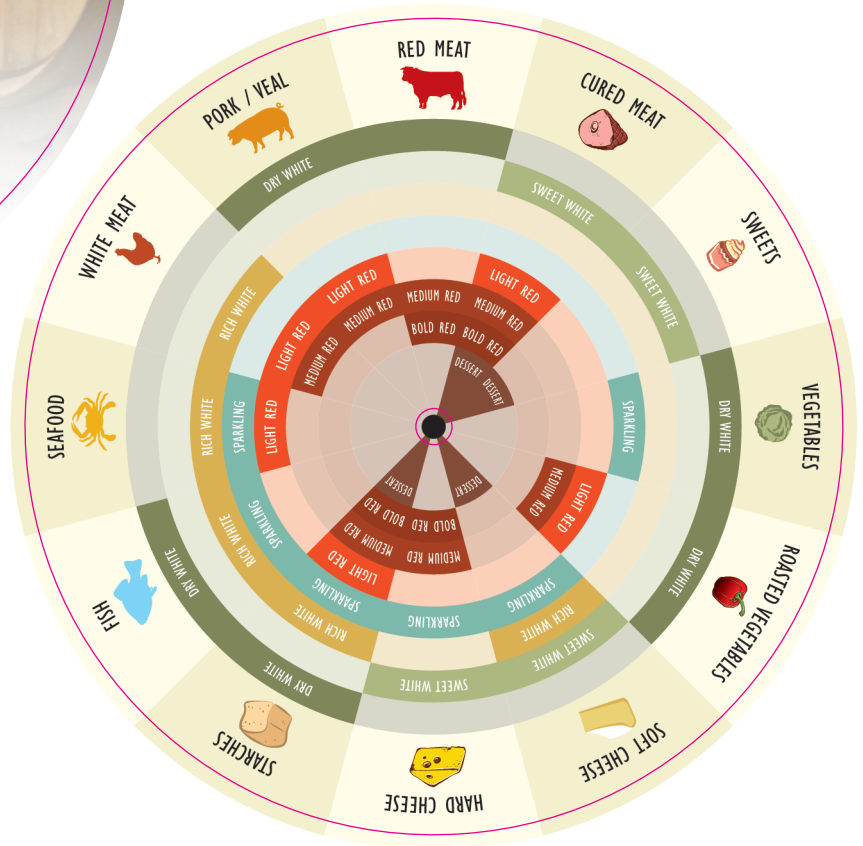 RED MEAT
CURED MEAT
SWEETS
VEGETABLES
ROASTED VEGETABLES
SOFT CHEESE
HARD CHEESE
STARCHES
FISH
SEAFOOD
WHITE MEAT
PORK / VEAL
DRY WHITE
DRY WHITE
DRY WHITE
DRY WHITE
DRY WHITE
SWEET WHITE
SWEET WHITE
SWEET WHITE
SWEET WHITE
RICH WHITE
RICH WHITE
RICH WHITE
RICH WHITE
RICH WHITE
SPARKLING
SPARKLING
SPARKLING
SPARKLING
SPARKLING
SPARKLING
LIGHT RED
LIGHT RED
LIGHT RED
LIGHT RED
LIGHT RED
LIGHT RED
MEDIUM RED
MEDIUM RED
MEDIUM RED
MEDIUM RED
MEDIUM RED
MEDIUM RED
MEDIUM RED
BOLD RED
BOLD RED
BOLD RED
BOLD RED
DESSERT
DESSERT
DESSERT
DESSERT